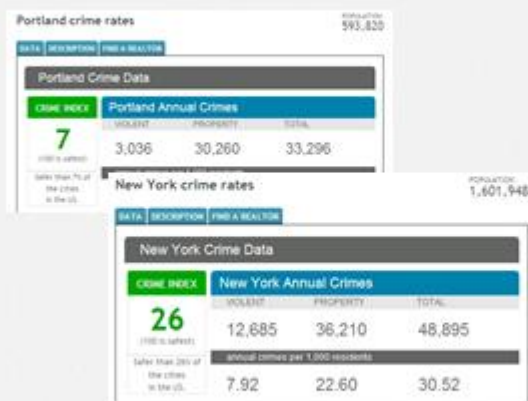 Portland crime rates
POPULATION
593,820
DATA DESCRIPTION FIND A REALTOR
Portland Crime Data
CRIME INDEX
7
(100 is safest)
Safer than 7% of
the cities
in the US.
Portland Annual Crimes
VIOLENT PROPERTY TOTAL
3,036 30,260 33,296
New York crime rates
POPULATION
1,601,948
DATA DESCRIPTION FIND A REALTOR
New York Crime Data
CRIME INDEX
26
(100 is safest)
Safer than 26% of
the cities
in the US.
New York Annual Crimes
VIOLENT PROPERTY TOTAL
12,685 36,210 48,895
annual crimes per 1,000 residents
7.92 22.60 30.52